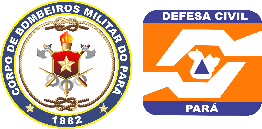 CORPO DE BOMBEIROS MILITAR DO PARÁ
1882
DEFESA CIVIL
PARÁ